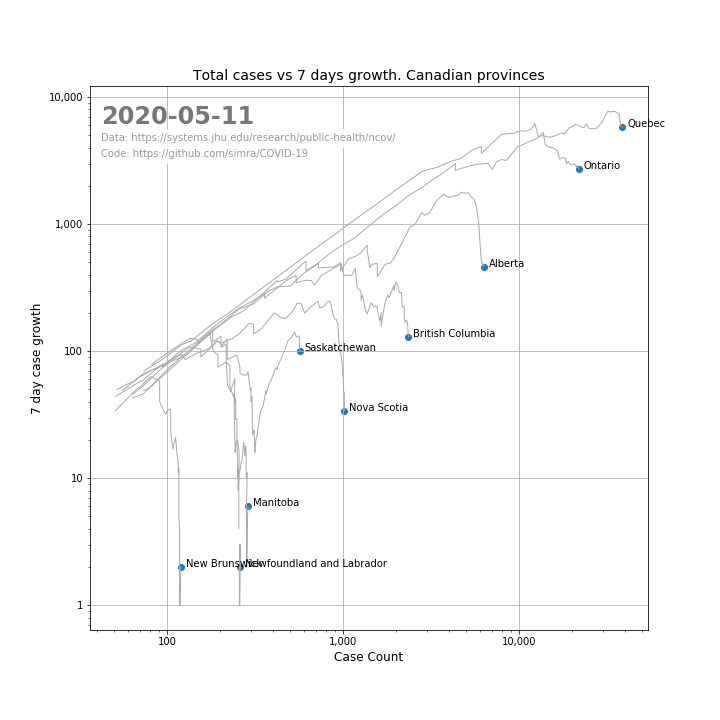 Total cases vs 7 days growth. Canadian provinces
10,000
1,000
100
10
1
7 day case growth
2020-05-11
Data: https://systems.jhu.edu/research/public-health/ncov/
Code: https://github.com/simra/COVID-19
Quebec
Ontario
Alberta
British Columbia
Saskatchewan
Nova Scotia
Manitoba
New Brunswick
Newfoundland and Labrador
100
1,000
10,000
Case Count